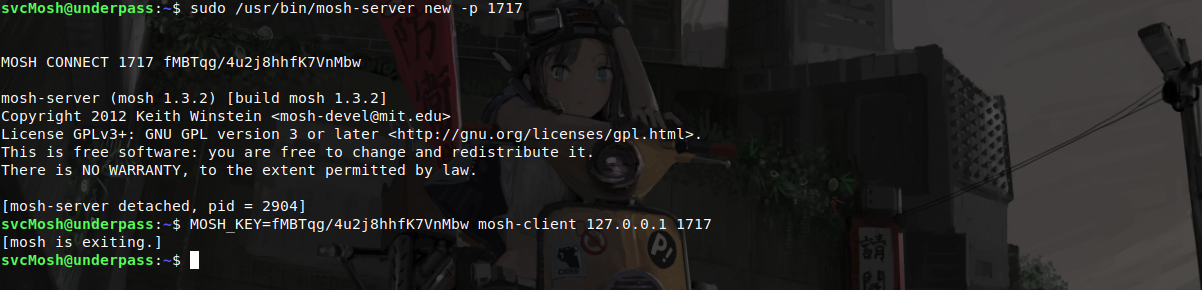 svcMosh@underpass:~$ sudo /usr/bin/mosh-server new -p 1717
MOSH CONNECT 1717 fMBTqg/4u2j8hhfK7VnMbw
mosh-server (mosh 1.3.2) [build mosh 1.3.2]
Copyright 2012 Keith Winstein <mosh-devel@mit.edu>
License GPLv3+: GNU GPL version 3 or later <http://gnu.org/licenses/gpl.html>.
This is free software: you are free to change and redistribute it.
There is NO WARRANTY, to the extent permitted by law.
[mosh-server detached, pid = 2904]
svcMosh@underpass:~$ MOSH_KEY=fMBTqg/4u2j8hhfK7VnMbw mosh-client 127.0.0.1 1717
[mosh is exiting.]
svcMosh@underpass:~$
防
P!
請